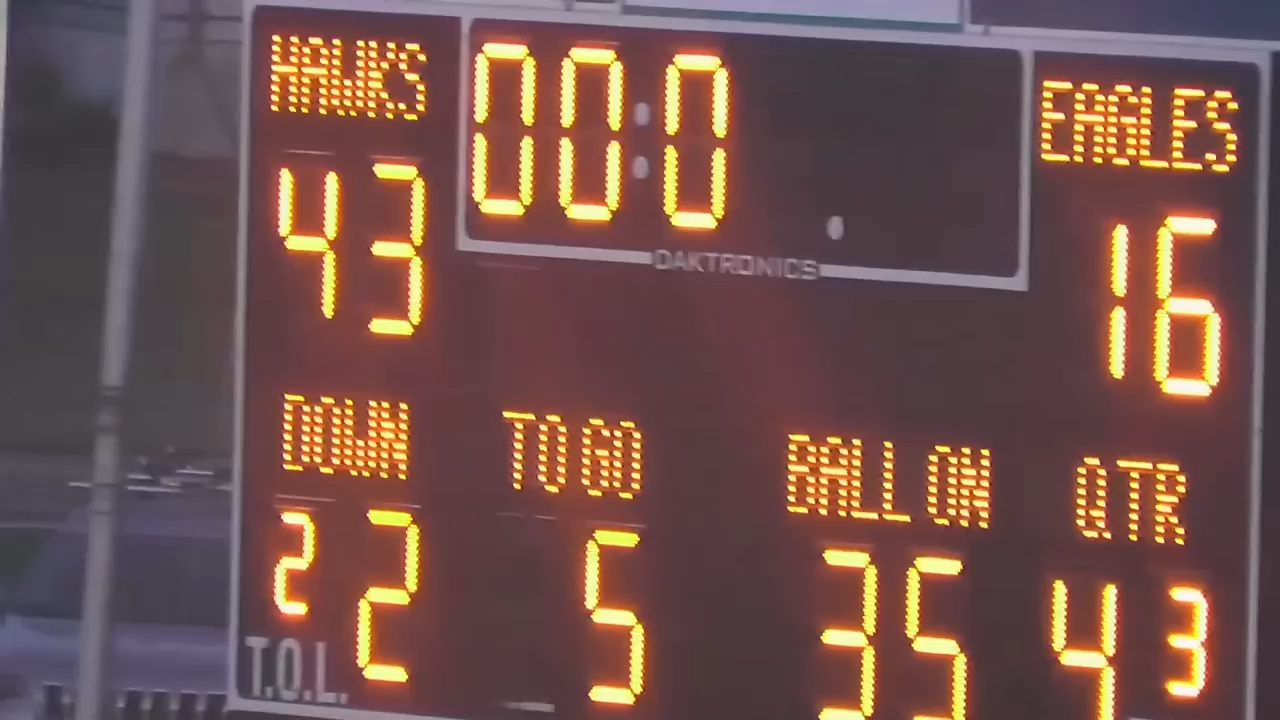 HAWKS 00:0 EAGLES
43 16
DAKTRONICS
DOWN TO GO BALL ON QTR
2 2 5 35 4 3
T.O.L.